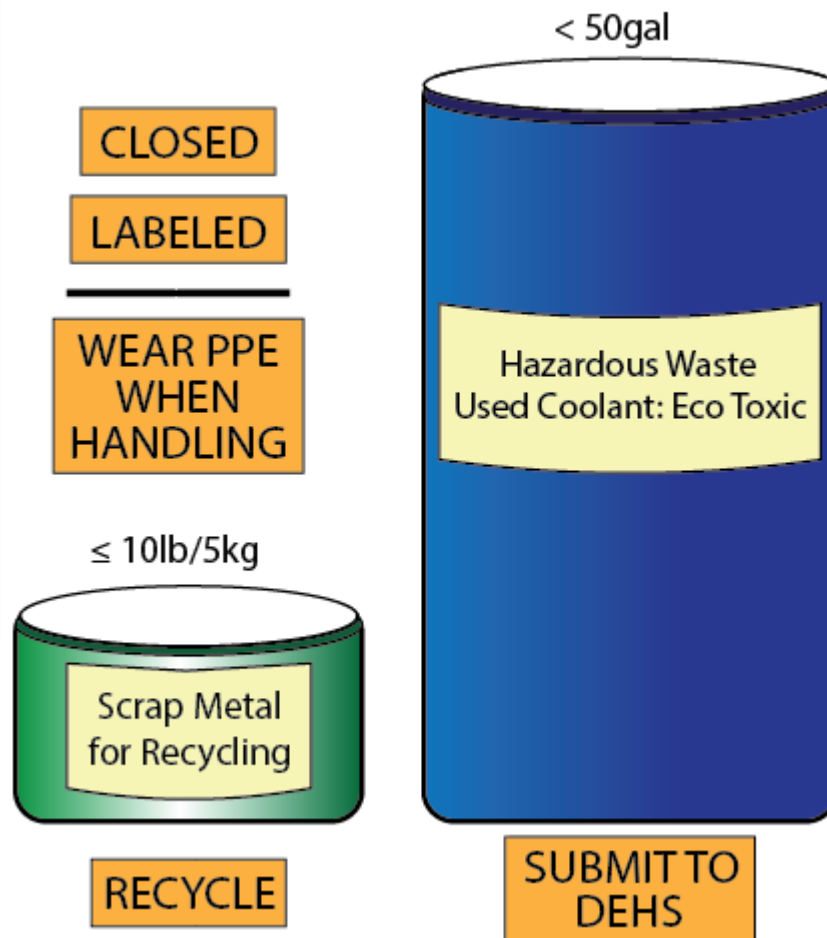 < 50gal
CLOSED
LABELED
WEAR PPE
WHEN
HANDLING
Hazardous Waste
Used Coolant: Eco Toxic
≤ 10lb/5kg
Scrap Metal
for Recycling
RECYCLE
SUBMIT TO
DEHS